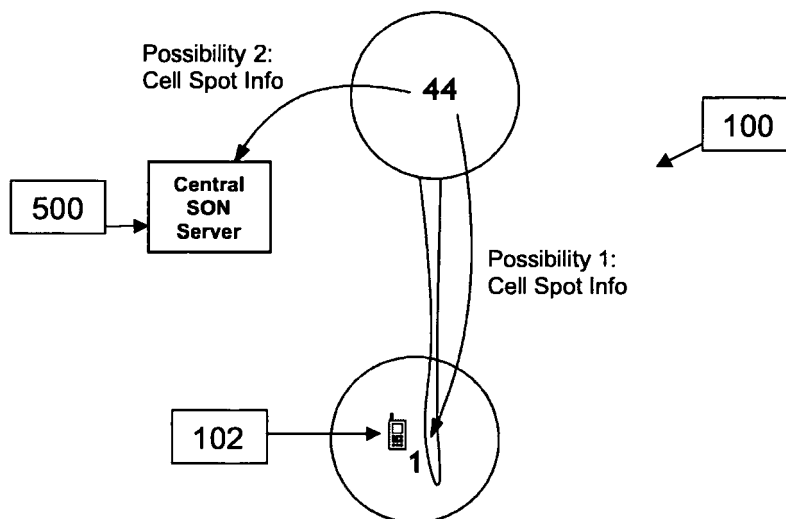 Possibility 2:
Cell Spot Info
44
100
Central
SON
Server
500
Possibility 1:
Cell Spot Info
102
1